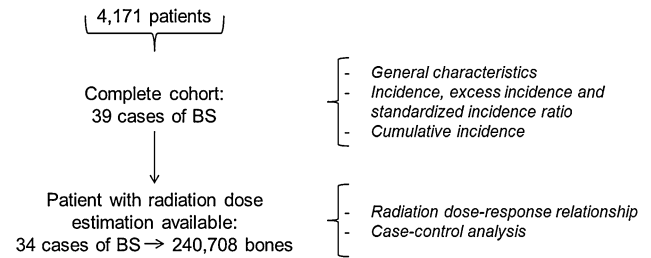 4,171 patients
Complete cohort:
39 cases of BS
- General characteristics
- Incidence, excess incidence and
standardized incidence ratio
- Cumulative incidence
Patient with radiation dose
estimation available:
34 cases of BS → 240,708 bones
- Radiation dose-response relationship
- Case-control analysis